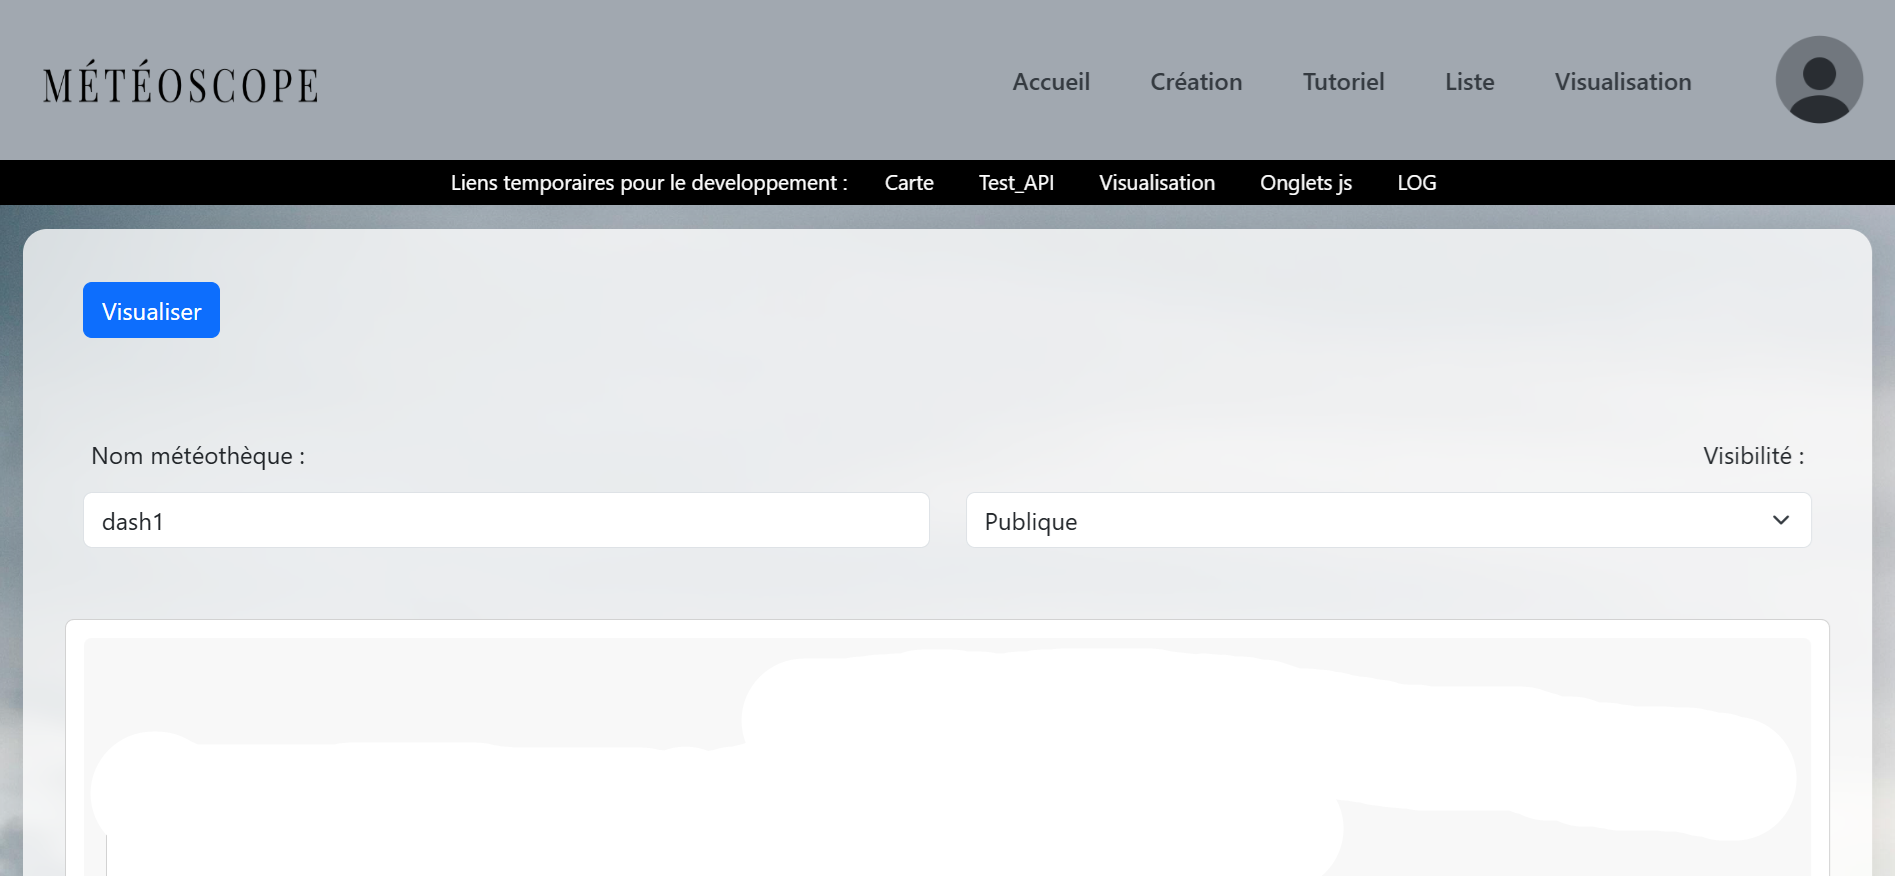 MÉTÉOSCOPE
Accueil Création Tutoriel Liste Visualisation
Liens temporaires pour le developpement : Carte Test_API Visualisation Onglets js LOG
Visualiser
Nom météothèque : Visibilité :
dash1 Publique